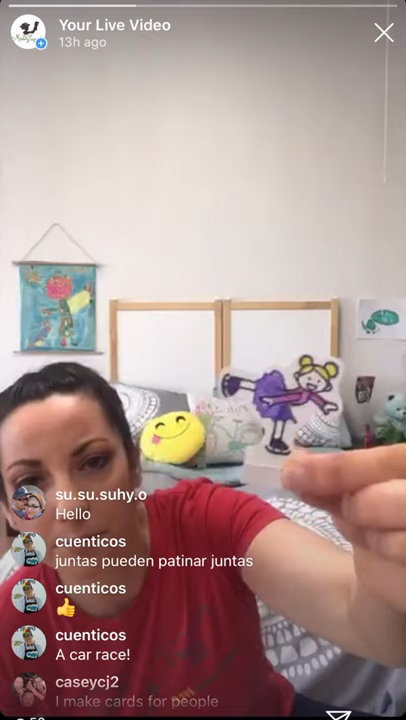 Your Live Video
13h ago
su.su.suhy.o
Hello
cuenticos
juntas pueden patinar juntas
cuenticos
👍
cuenticos
A car race!
caseycj2
I make cards for people